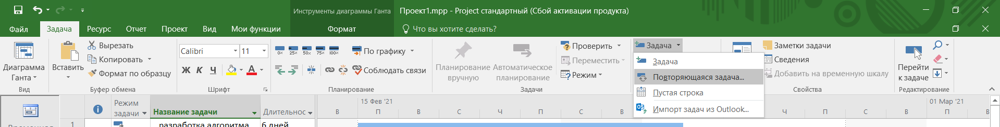 Инструменты диаграммы Ганта
Проект1.mpp - Project стандартный (Сбой активации продукта)
Файл Задача Ресурс Отчет Проект Вид Мои функции Формат Что вы хотите сделать?
Диаграмма Ганта
Вид
Вставить
Вырезать
Копировать
Формат по образцу
Буфер обмена
Calibri 11
Ж К Ч А
Шрифт
0% 25% 50% 75% 100%
По графику
Соблюдать связи
Планирование
Планирование вручную
Автоматическое планирование
Проверить
Переместить
Режим
Задачи
Задача
Задача
Повторяющаяся задача...
Пустая строка
Импорт задач из Outlook...
Заметки задачи
Сведения
Добавить на временную шкалу
Свойства
Перейти к задаче
Редактирование
Режим задачи
Название задачи
Длительнос
15 Фев '21
01 Мар '21
В П В С Ч П С В П С В П В
1 разработка алгоритма 6 дней